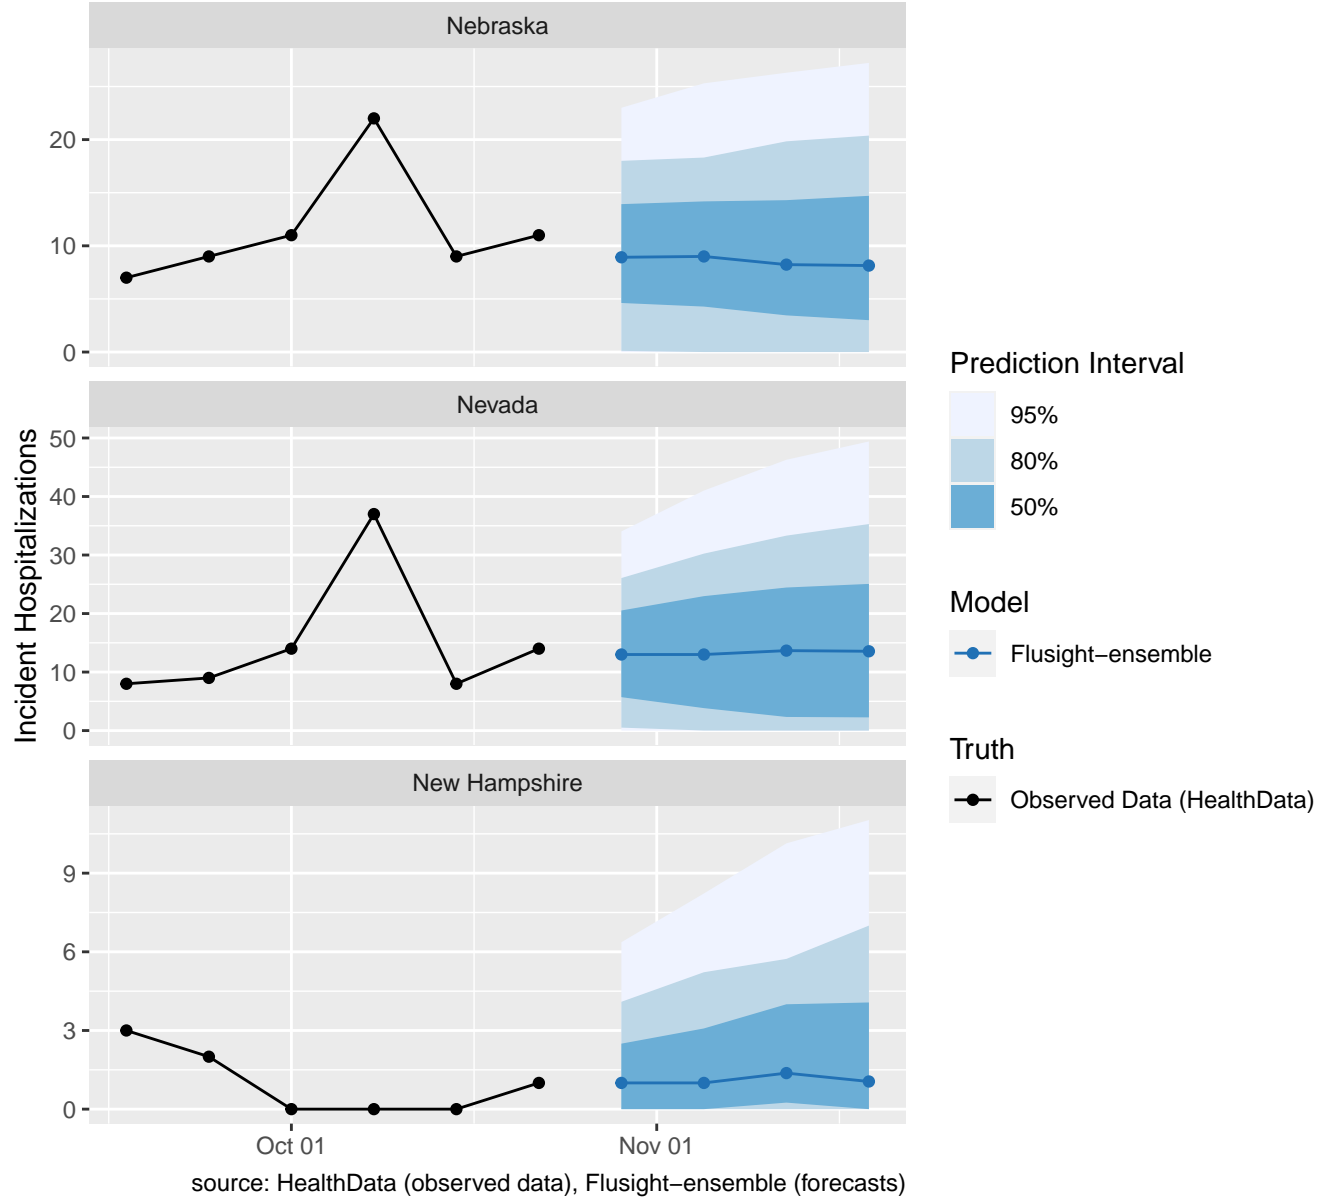 Nebraska
20
10
0
Nevada
50
40
30
20
10
0
New Hampshire
9
6
3
0
Oct 01
Nov 01
Incident Hospitalizations
source: HealthData (observed data), Flusight−ensemble (forecasts)
Prediction Interval
95%
80%
50%
Model
Flusight−ensemble
Truth
Observed Data (HealthData)